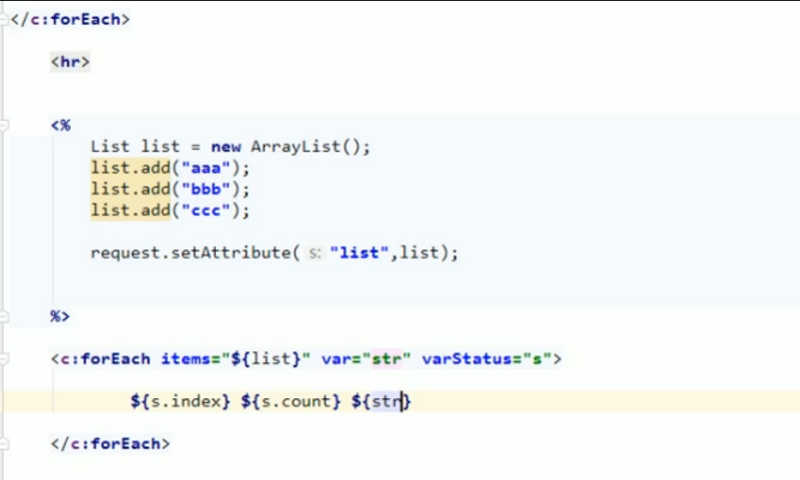 </c:forEach>
<hr>
<%
List list = new ArrayList();
list.add("aaa");
list.add("bbb");
list.add("ccc");
request.setAttribute( s: "list",list);
%>
<c:forEach items="${list}" var="str" varStatus="s">
${s.index} ${s.count} ${str}
</c:forEach>